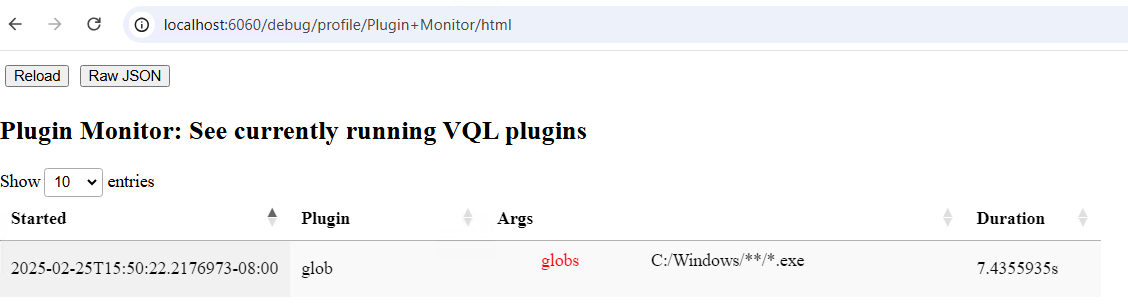 localhost:6060/debug/profile/Plugin+Monitor/html
Reload Raw JSON
Plugin Monitor: See currently running VQL plugins
Show 10 entries
Started Plugin Args Duration
2025-02-25T15:50:22.2176973-08:00 glob globs C:/Windows/**/*.exe 7.4355935s